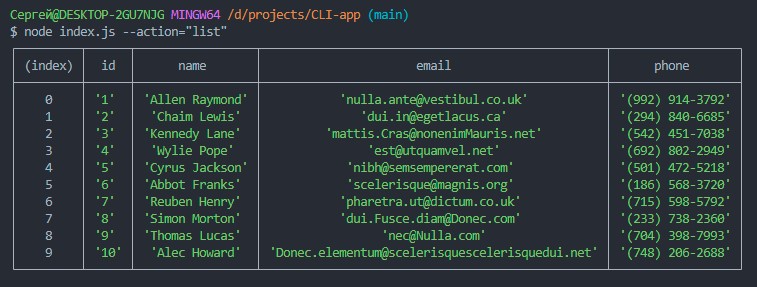 Сергей@DESKTOP-2GU7NJG MINGW64 /d/projects/CLI-app (main)
$ node index.js --action="list"
(index) id name email phone
0 '1' 'Allen Raymond' 'nulla.ante@vestibul.co.uk' '(992) 914-3792'
1 '2' 'Chaim Lewis' 'dui.in@egetlacus.ca' '(294) 840-6685'
2 '3' 'Kennedy Lane' 'mattis.Cras@nonenimMauris.net' '(542) 451-7038'
3 '4' 'Wylie Pope' 'est@utquamvel.net' '(692) 802-2949'
4 '5' 'Cyrus Jackson' 'nibh@semsempererat.com' '(501) 472-5218'
5 '6' 'Abbot Franks' 'scelerisque@magnis.org' '(186) 568-3720'
6 '7' 'Reuben Henry' 'pharetra.ut@dictum.co.uk' '(715) 598-5792'
7 '8' 'Simon Morton' 'dui.Fusce.diam@Donec.com' '(233) 738-2360'
8 '9' 'Thomas Lucas' 'nec@Nulla.com' '(704) 398-7993'
9 '10' 'Alec Howard' 'Donec.elementum@scelerisquescelerisquedui.net' '(748) 206-2688'